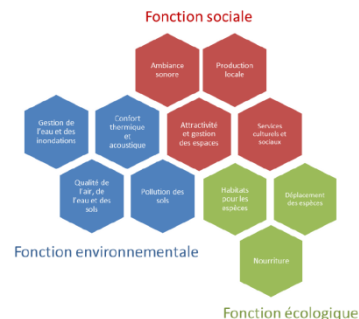 Fonction sociale
Ambiance
sonore
Production
locale
Gestion de
l'eau et des
inondations
Confort
thermique
et
acoustique
Attractivité
et gestion
des espaces
Services
culturels et
sociaux
Qualité de
l'air, de
l'eau et des
sols
Pollution des
sols
Habitats
pour les
espèces
Déplacement
des espèces
Fonction environnementale
Nourriture
Fonction écologique